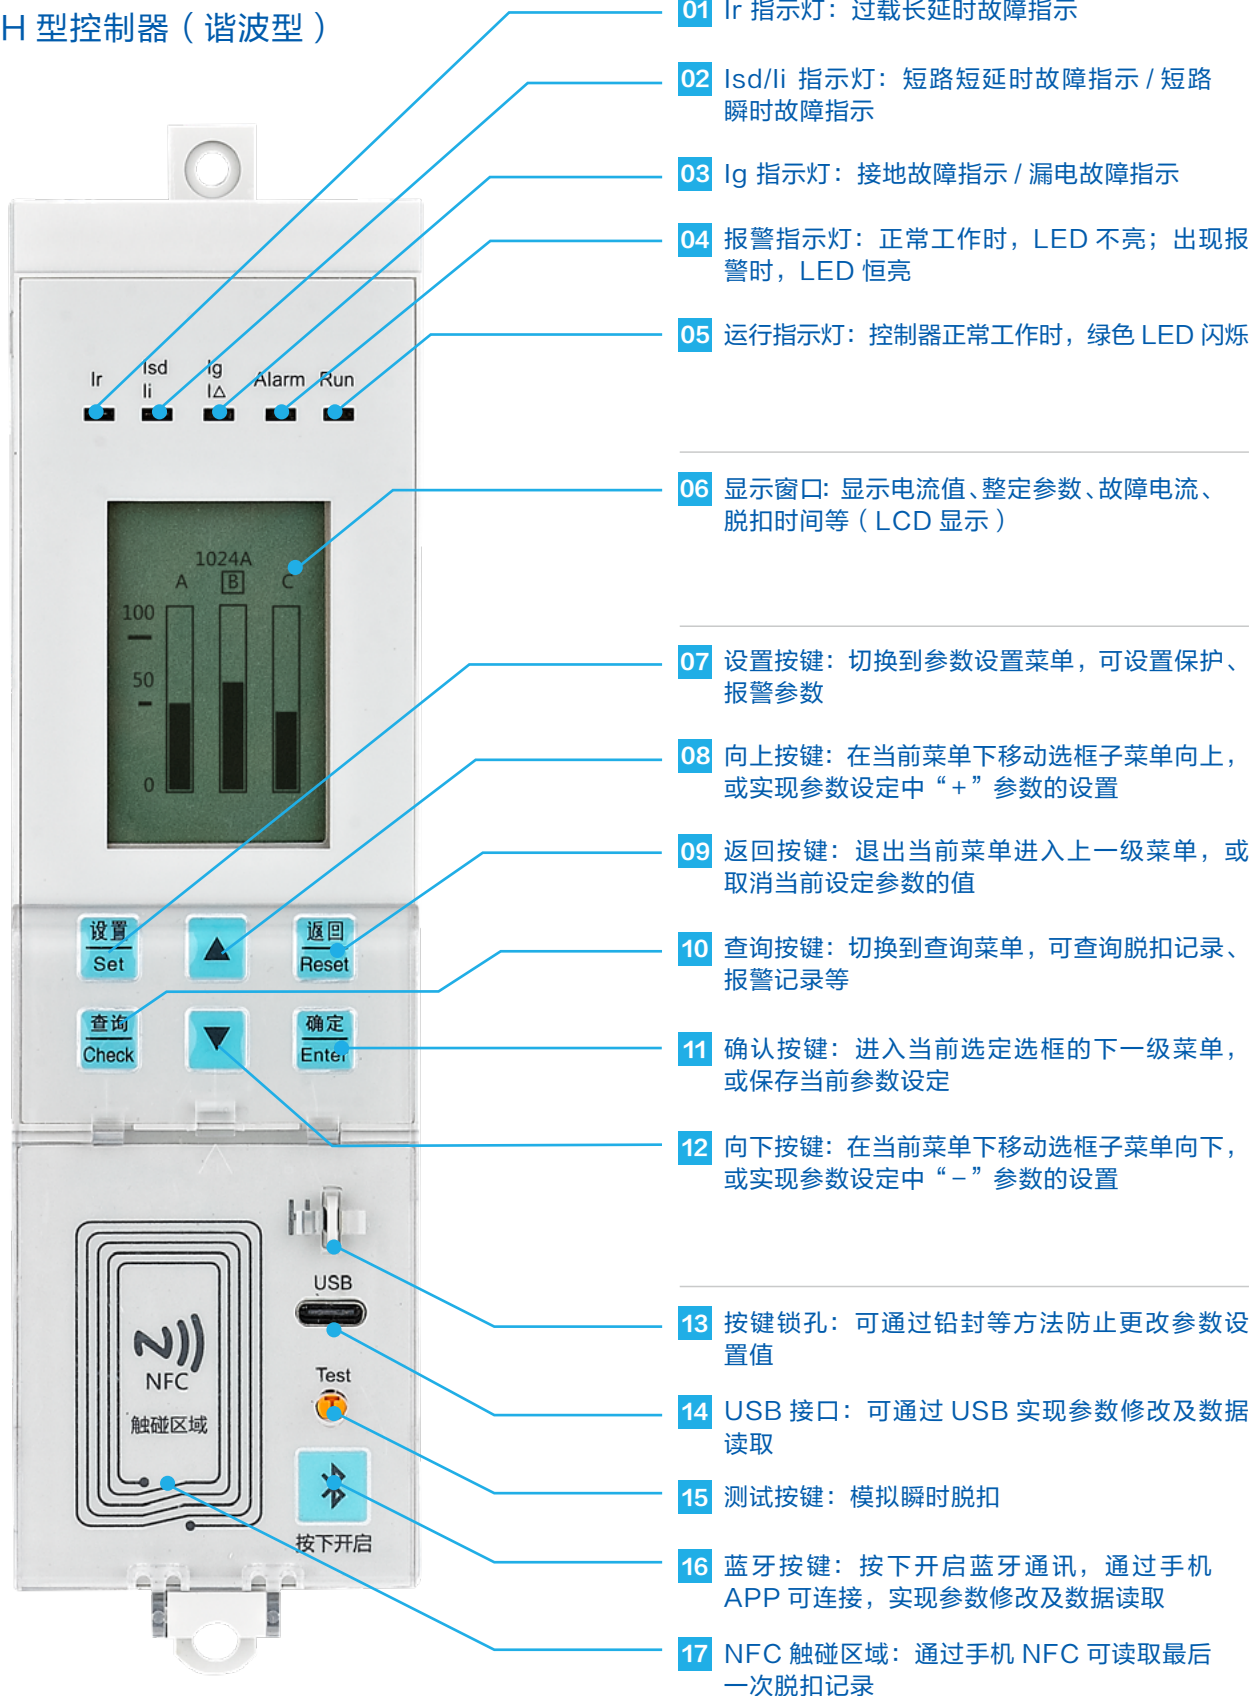 H 型控制器（谐波型）
01 Ir 指示灯：过载长延时故障指示
02 Isd/Ii 指示灯：短路短延时故障指示 / 短路
瞬时故障指示
03 Ig 指示灯：接地故障指示 / 漏电故障指示
04 报警指示灯：正常工作时，LED 不亮；出现报
警时，LED 恒亮
05 运行指示灯：控制器正常工作时，绿色 LED 闪烁
Ir
Isd
Ii
Ig
I△
Alarm
Run
06 显示窗口：显示电流值、整定参数、故障电流、
脱扣时间等（LCD 显示）
1024A
A B C
100
50
0
07 设置按键：切换到参数设置菜单，可设置保护、
报警参数
08 向上按键：在当前菜单下移动选框子菜单向上，
或实现参数设定中“+”参数的设置
09 返回按键：退出当前菜单进入上一级菜单，或
取消当前设定参数的值
10 查询按键：切换到查询菜单，可查询脱扣记录、
报警记录等
11 确认按键：进入当前选定选框的下一级菜单，
或保存当前参数设定
12 向下按键：在当前菜单下移动选框子菜单向下，
或实现参数设定中“－”参数的设置
设置
Set
▲
返回
Reset
查询
Check
▼
确定
Enter
13 按键锁孔：可通过铅封等方法防止更改参数设
置值
14 USB 接口：可通过 USB 实现参数修改及数据
读取
15 测试按键：模拟瞬时脱扣
16 蓝牙按键：按下开启蓝牙通讯，通过手机
APP 可连接，实现参数修改及数据读取
17 NFC 触碰区域：通过手机 NFC 可读取最后
一次脱扣记录
USB
NFC
触碰区域
Test
T
按下开启